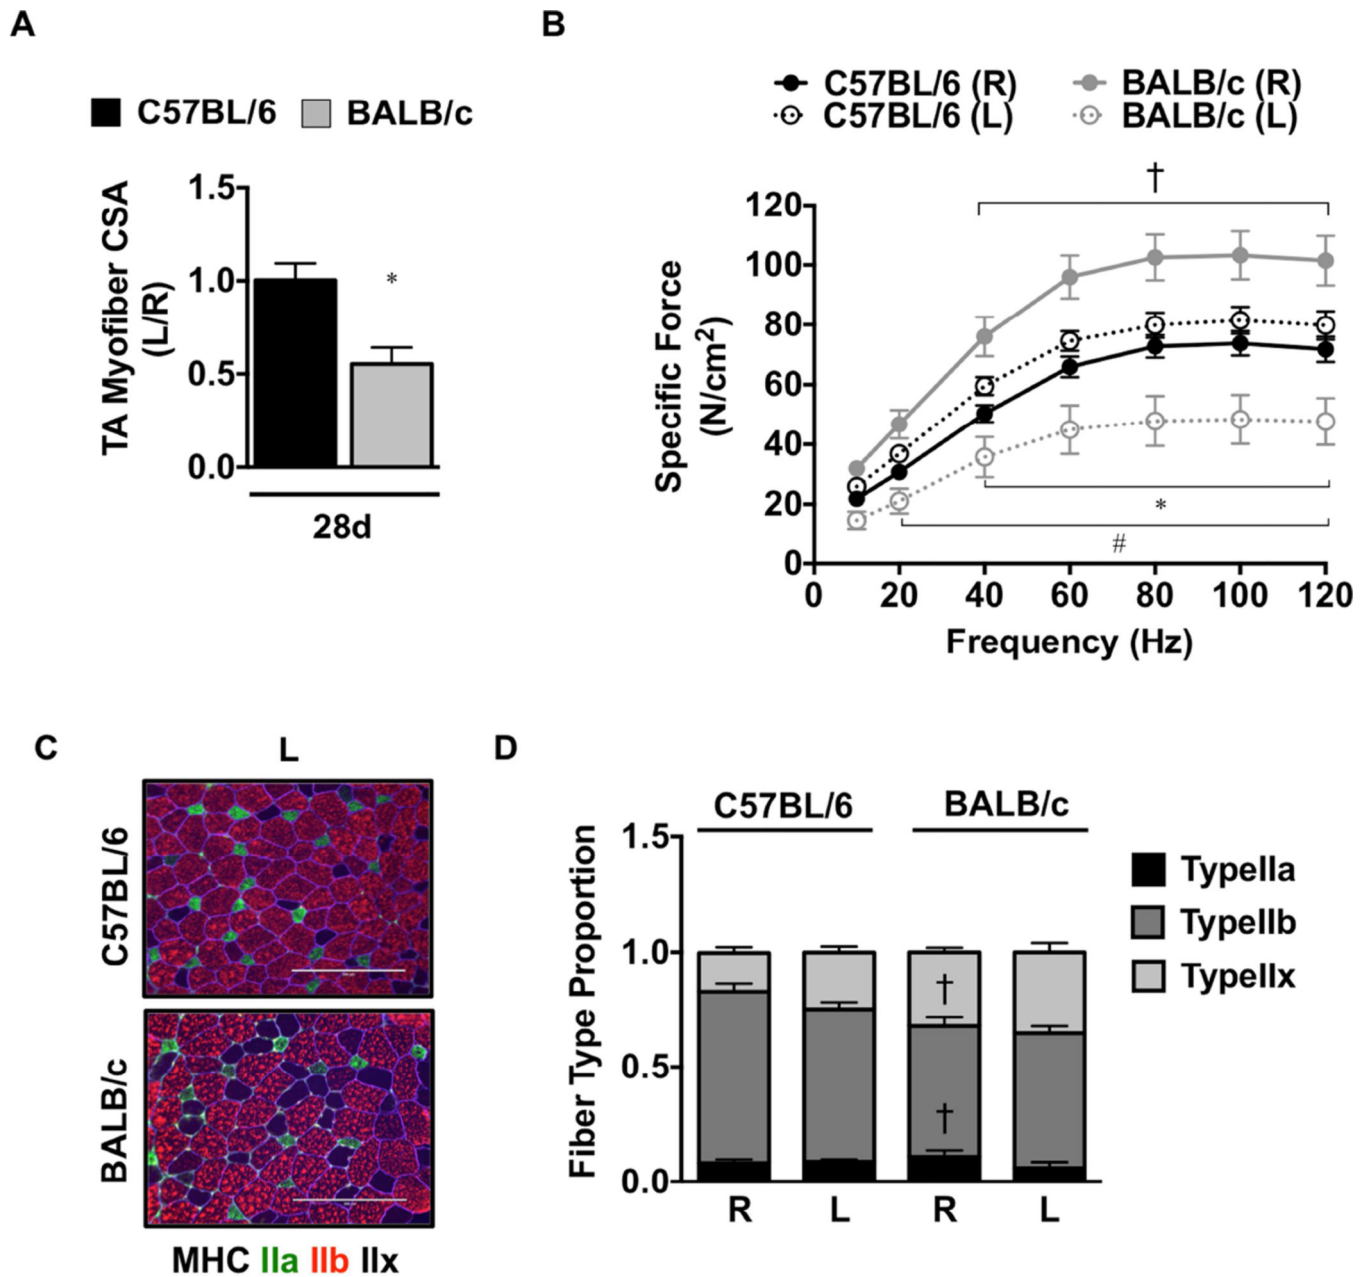 A
C57BL/6 BALB/c
TA Myofiber CSA
(L/R)
1.5
1.0
0.5
0.0
*
28d
B
C57BL/6 (R) BALB/c (R)
C57BL/6 (L) BALB/c (L)
†
Specific Force
(N/cm²)
120
100
80
60
40
20
0
*
#
0 20 40 60 80 100 120
Frequency (Hz)
C
L
C57BL/6
BALB/c
MHC IIa IIb IIx
D
C57BL/6 BALB/c
Fiber Type Proportion
1.5
1.0
0.5
0.0
†
†
R L R L
TypeIIa
TypeIIb
TypeIIx